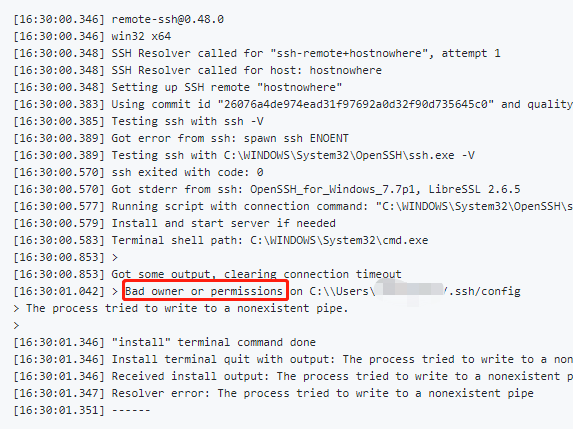 [16:30:00.346] remote-ssh@0.48.0
[16:30:00.346] win32 x64
[16:30:00.348] SSH Resolver called for "ssh-remote+hostnowhere", attempt 1
[16:30:00.348] SSH Resolver called for host: hostnowhere
[16:30:00.348] Setting up SSH remote "hostnowhere"
[16:30:00.383] Using commit id "26076a4de974ead31f97692a0d32f90d735645c0" and quality
[16:30:00.385] Testing ssh with ssh -V
[16:30:00.389] Got error from ssh: spawn ssh ENOENT
[16:30:00.389] Testing ssh with C:\WINDOWS\System32\OpenSSH\ssh.exe -V
[16:30:00.570] ssh exited with code: 0
[16:30:00.570] Got stderr from ssh: OpenSSH_for_Windows_7.7p1, LibreSSL 2.6.5
[16:30:00.577] Running script with connection command: "C:\WINDOWS\System32\OpenSSH\s
[16:30:00.579] Install and start server if needed
[16:30:00.583] Terminal shell path: C:\WINDOWS\System32\cmd.exe
[16:30:00.853] >
[16:30:00.853] Got some output, clearing connection timeout
[16:30:01.042] > Bad owner or permissions on C:\\Users\ /.ssh/config
> The process tried to write to a nonexistent pipe.
>
[16:30:01.346] "install" terminal command done
[16:30:01.346] Install terminal quit with output: The process tried to write to a non
[16:30:01.346] Received install output: The process tried to write to a nonexistent p
[16:30:01.347] Resolver error: The process tried to write to a nonexistent pipe
[16:30:01.351] ------